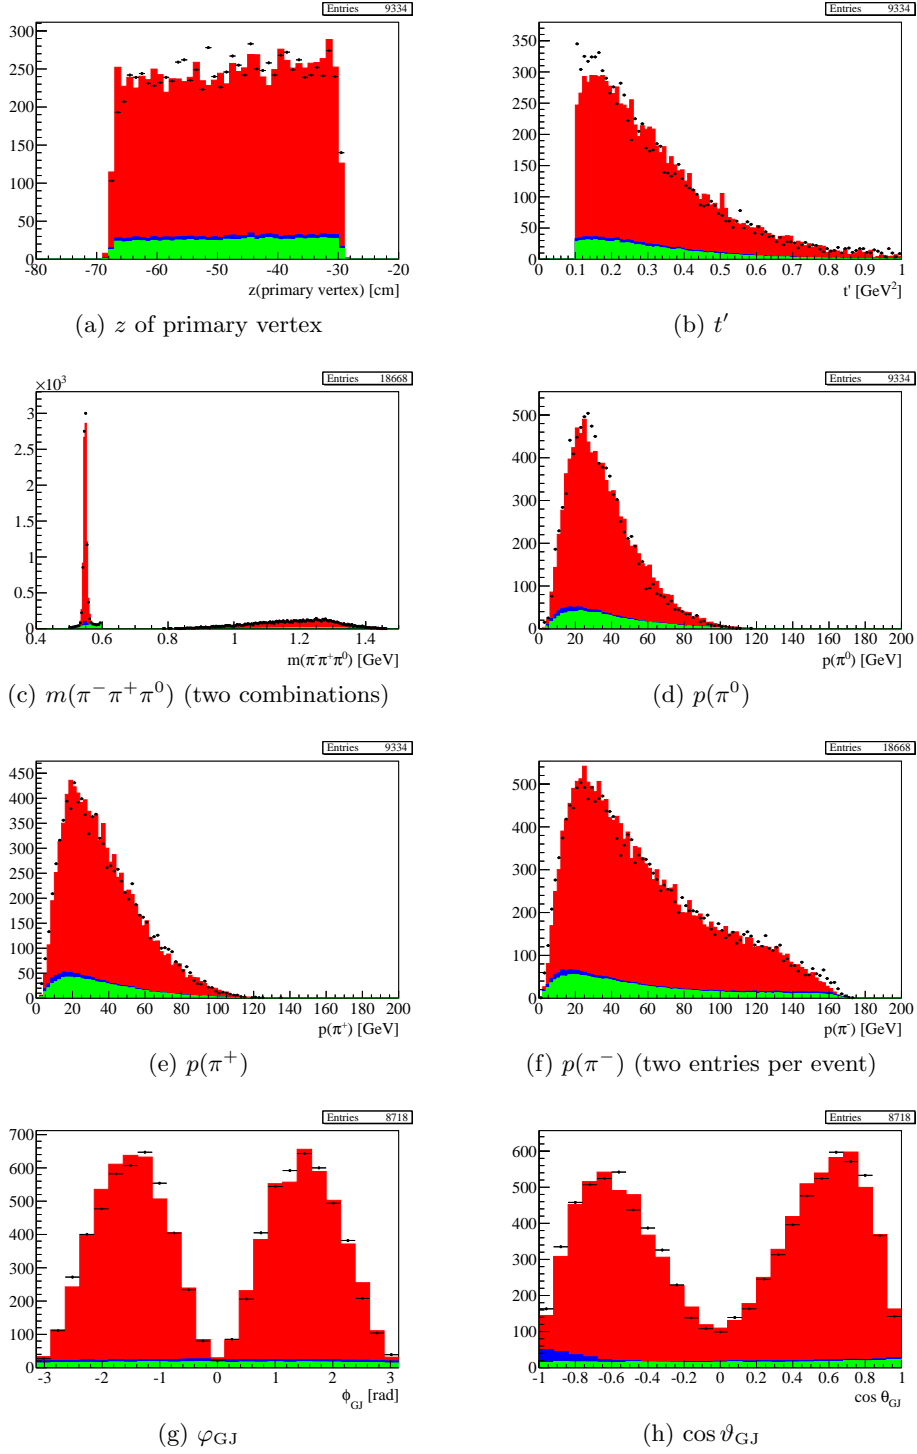 Entries 9334
300
250
200
150
100
50
0
-80 -60 -40 -20
z(primary vertex) [cm]
(a) z of primary vertex
Entries 9334
350
300
250
200
150
100
50
0
0 0.1 0.2 0.3 0.4 0.5 0.6 0.7 0.8 0.9 1
t' [GeV²]
(b) t′
Entries 18668
×10³
3
2.5
2
1.5
1
0.5
0
0.4 0.6 0.8 1 1.2 1.4
m(π⁻π⁺π⁰) [GeV]
(c) m(π⁻π⁺π⁰) (two combinations)
Entries 9334
500
400
300
200
100
0
0 20 40 60 80 100 120 140 160 180 200
p(π⁰) [GeV]
(d) p(π⁰)
Entries 9334
450
400
350
300
250
200
150
100
50
0
0 20 40 60 80 100 120 140 160 180 200
p(π⁺) [GeV]
(e) p(π⁺)
Entries 18668
500
400
300
200
100
0
0 20 40 60 80 100 120 140 160 180 200
p(π⁻) [GeV]
(f) p(π⁻) (two entries per event)
Entries 8718
700
600
500
400
300
200
100
0
-3 -2 -1 0 1 2 3
ϕ_GJ [rad]
(g) φ_GJ
Entries 8718
600
500
400
300
200
100
0
-1 -0.8 -0.6 -0.4 -0.2 0 0.2 0.4 0.6 0.8 1
cos θ_GJ
(h) cos ϑ_GJ